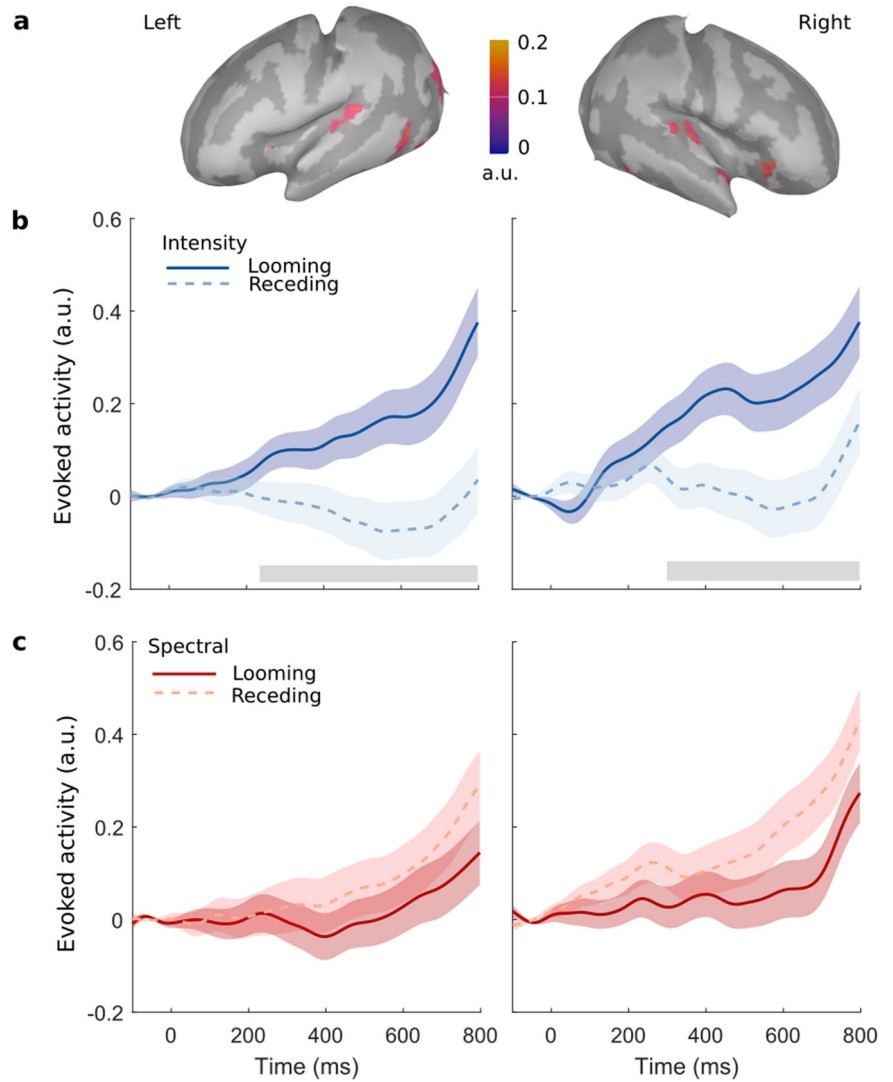 a
Left
Right
0.2
0.1
0
a.u.
b
0.6
0.4
0.2
0
-0.2
Evoked activity (a.u.)
Intensity
Looming
Receding
c
0.6
0.4
0.2
0
-0.2
Evoked activity (a.u.)
Spectral
Looming
Receding
0 200 400 600 800
0 200 400 600 800
Time (ms)
Time (ms)